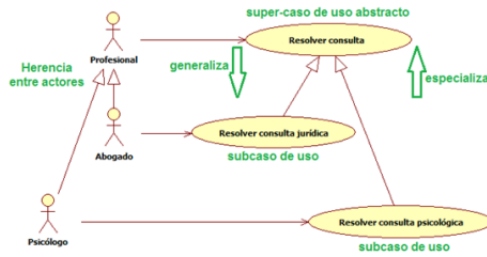 super-caso de uso abstracto
Resolver consulta
Profesional
generaliza
especializa
Herencia
entre actores
Resolver consulta jurídica
Abogado
subcaso de uso
Resolver consulta psicológica
Psicólogo
subcaso de uso